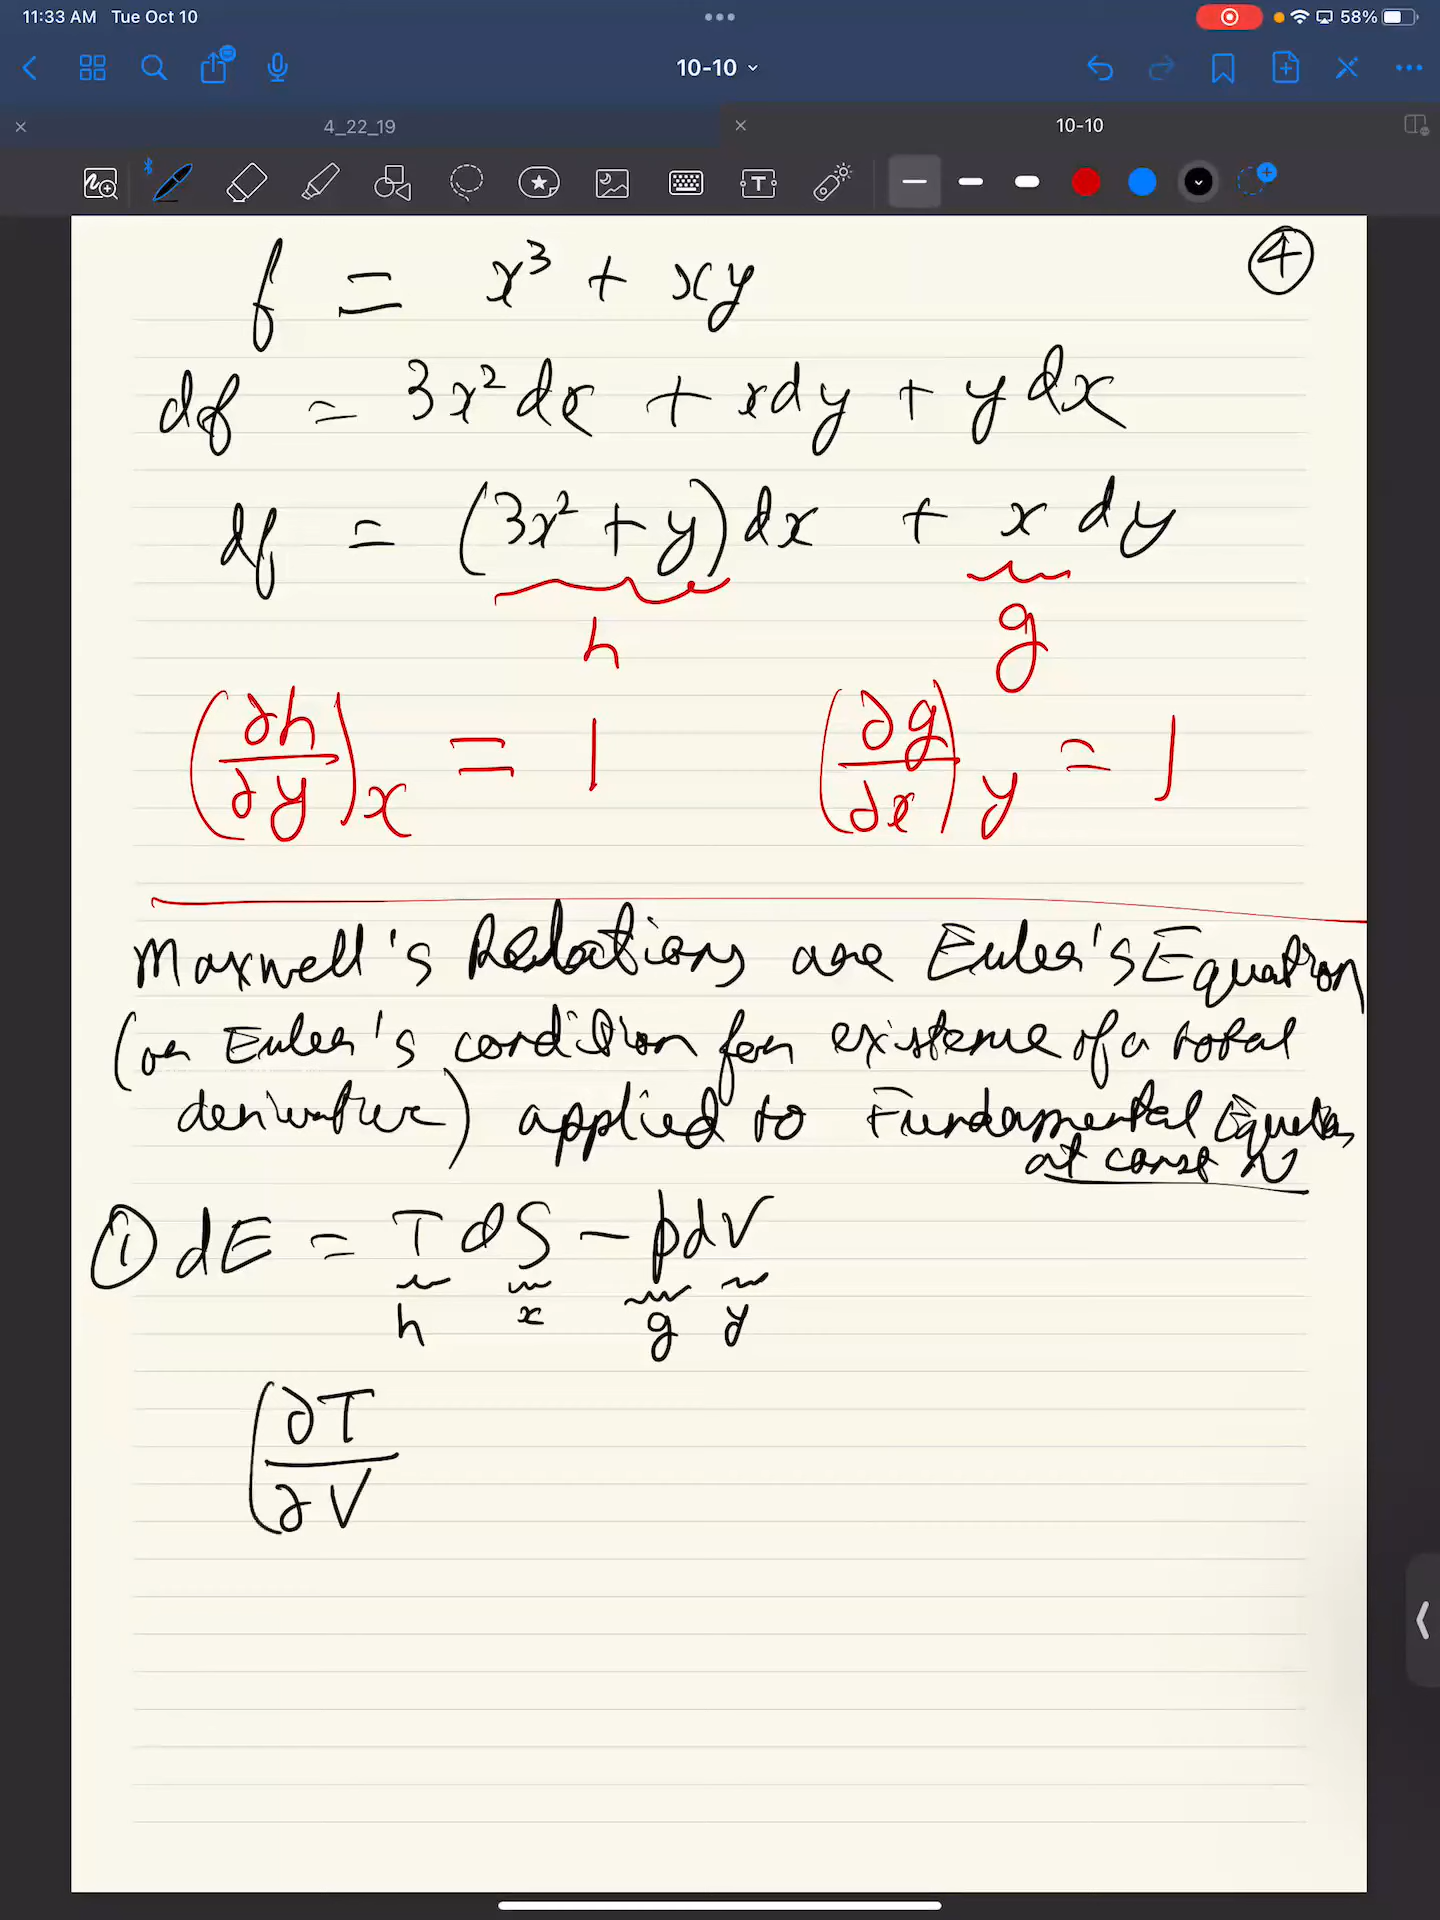 11:33 AM Tue Oct 10
58%
10-10
4_22_19
10-10
④
f = x³ + xy
df = 3x²dx + xdy + ydx
df = (3x² + y)dx + x dy
h g
(∂h/∂y)x = 1 (∂g/∂x)y = 1
Maxwell's Relations are Euler's Equation
(or Euler's condition for existence of a total
derivative) applied to Fundamental
at const N
① dE = T dS - pdV
h x g y
(∂T/∂V